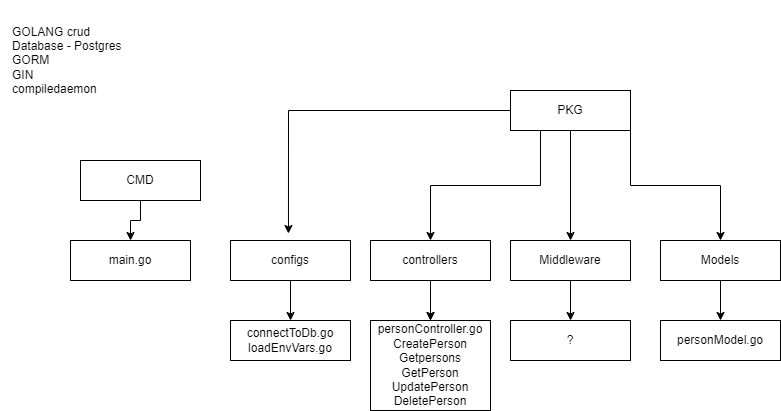 GOLANG crud
Database - Postgres
GORM
GIN
compiledaemon
PKG
CMD
main.go
configs
controllers
Middleware
Models
connectToDb.go
loadEnvVars.go
personController.go
CreatePerson
Getpersons
GetPerson
UpdatePerson
DeletePerson
?
personModel.go